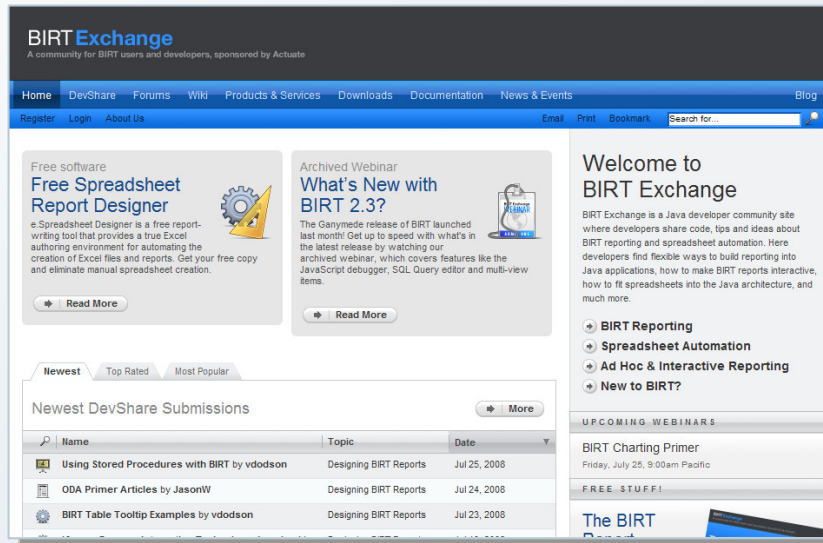 BIRT Exchange
A community for BIRT users and developers, sponsored by Actuate
Home DevShare Forums Wiki Products & Services Downloads Documentation News & Events Blog
Register Login About Us Email Print Bookmark Search for...
Free software
Free Spreadsheet
Report Designer
e.Spreadsheet Designer is a free report-
writing tool that provides a true Excel
authoring environment for automating the
creation of Excel files and reports. Get your free copy
and eliminate manual spreadsheet creation.
Read More
Archived Webinar
What's New with
BIRT 2.3?
The Ganymede release of BIRT launched
last month! Get up to speed with what's in
the latest release by watching our
archived webinar, which covers features like the
JavaScript debugger, SQL Query editor and multi-view
items.
WEBINAR
Read More
Newest Top Rated Most Popular
Newest DevShare Submissions
More
Name Topic Date
Using Stored Procedures with BIRT by vdodson Designing BIRT Reports Jul 25, 2008
ODA Primer Articles by JasonW Designing BIRT Reports Jul 24, 2008
BIRT Table Tooltip Examples by vdodson Designing BIRT Reports Jul 23, 2008
Welcome to
BIRT Exchange
BIRT Exchange is a Java developer community site
where developers share code, tips and ideas about
BIRT reporting and spreadsheet automation. Here
developers find flexible ways to build reporting into
Java applications, how to make BIRT reports interactive,
how to fit spreadsheets into the Java architecture, and
much more.
BIRT Reporting
Spreadsheet Automation
Ad Hoc & Interactive Reporting
New to BIRT?
UPCOMING WEBINARS
BIRT Charting Primer
Friday, July 25, 9:00am Pacific
FREE STUFF!
The BIRT
Report